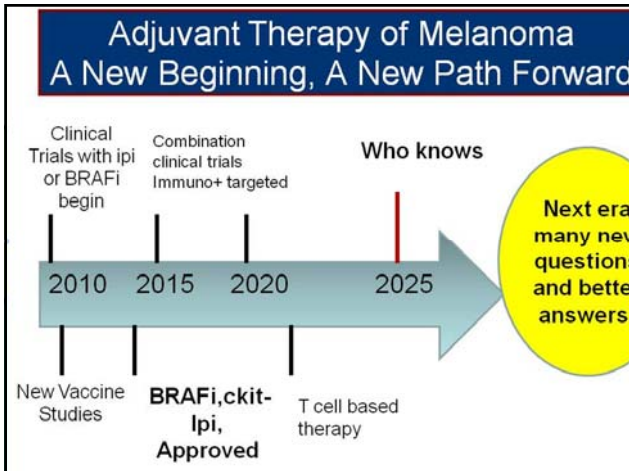 Adjuvant Therapy of Melanoma
A New Beginning, A New Path Forward
Clinical
Trials with ipi
or BRAFi
begin
Combination
clinical trials
Immuno+ targeted
Who knows
2010
2015
2020
2025
Next era
many new
questions
and better
answers.
New Vaccine
Studies
BRAFi,ckit-
Ipi,
Approved
T cell based
therapy